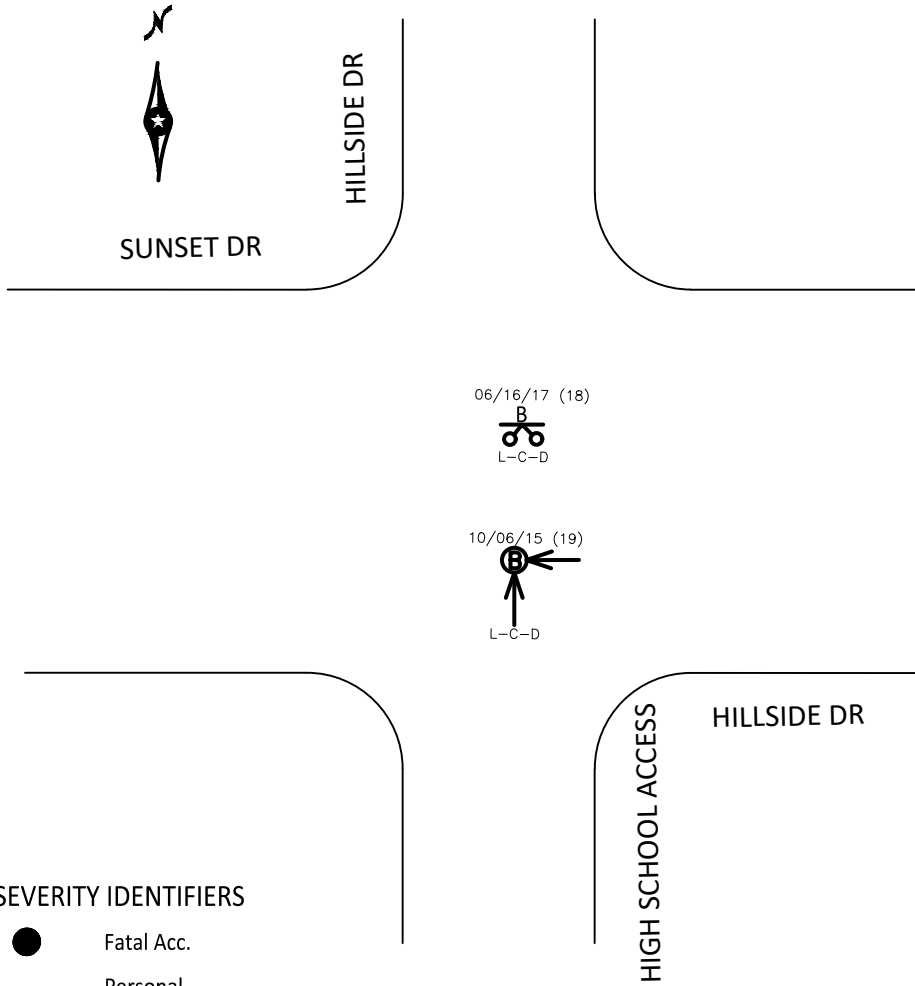 N
HILLSIDE DR
SUNSET DR
06/16/17 (18)
B
L-C-D
10/06/15 (19)
B
L-C-D
HILLSIDE DR
HIGH SCHOOL ACCESS
SEVERITY IDENTIFIERS
Fatal Acc.
Personal